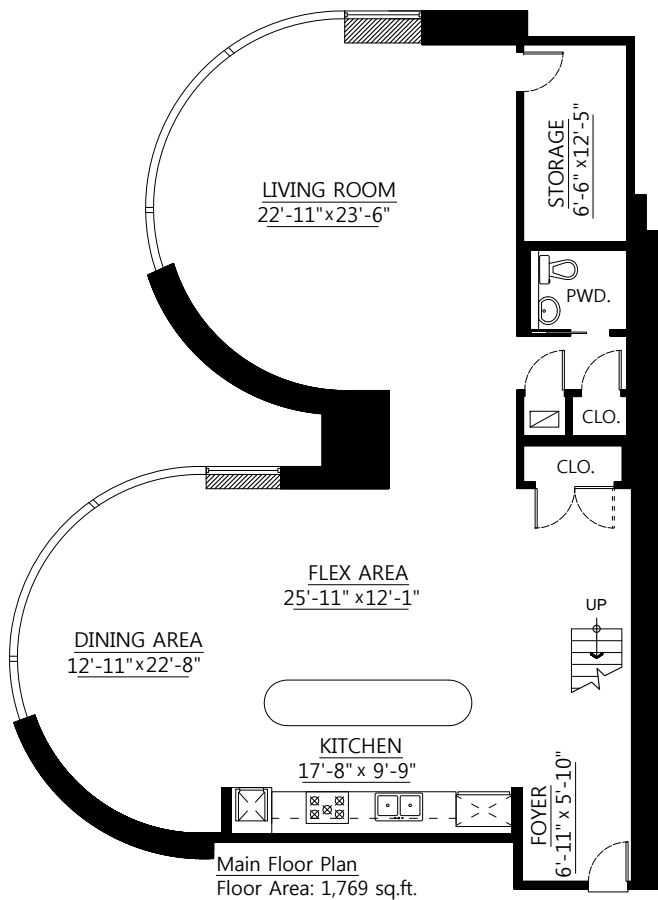 LIVING ROOM
22'-11"x23'-6"
STORAGE
6'-6" x12'-5"
PWD.
CLO.
CLO.
FLEX AREA
25'-11" x12'-1"
UP
DINING AREA
12'-11"x22'-8"
KITCHEN
17'-8" x 9'-9"
FOYER
6'-11" x 5'-10"
Main Floor Plan
Floor Area: 1,769 sq.ft.